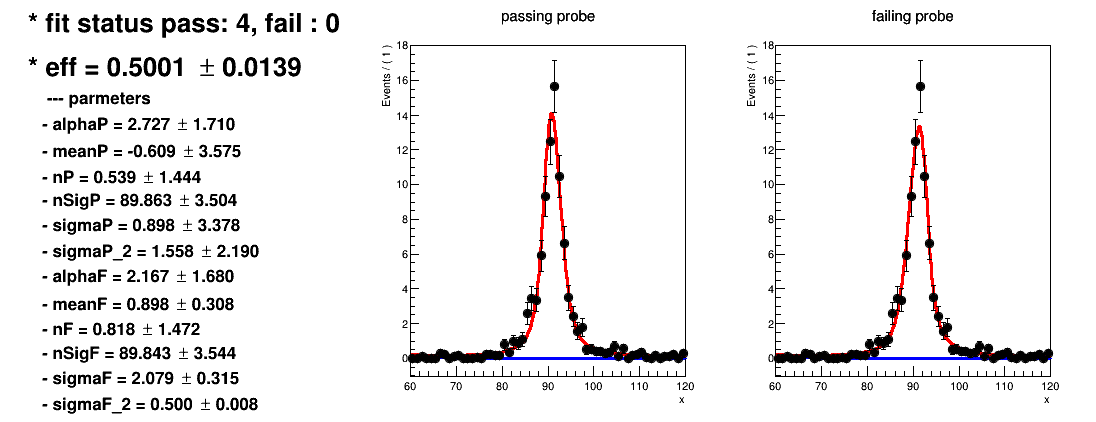 * fit status pass: 4, fail : 0
* eff = 0.5001 ± 0.0139
--- parmeters
- alphaP = 2.727 ± 1.710
- meanP = -0.609 ± 3.575
- nP = 0.539 ± 1.444
- nSigP = 89.863 ± 3.504
- sigmaP = 0.898 ± 3.378
- sigmaP_2 = 1.558 ± 2.190
- alphaF = 2.167 ± 1.680
- meanF = 0.898 ± 0.308
- nF = 0.818 ± 1.472
- nSigF = 89.843 ± 3.544
- sigmaF = 2.079 ± 0.315
- sigmaF_2 = 0.500 ± 0.008
passing probe
Events / ( 1 )
18
16
14
12
10
8
6
4
2
0
60 70 80 90 100 110 120
x
failing probe
Events / ( 1 )
18
16
14
12
10
8
6
4
2
0
60 70 80 90 100 110 120
x